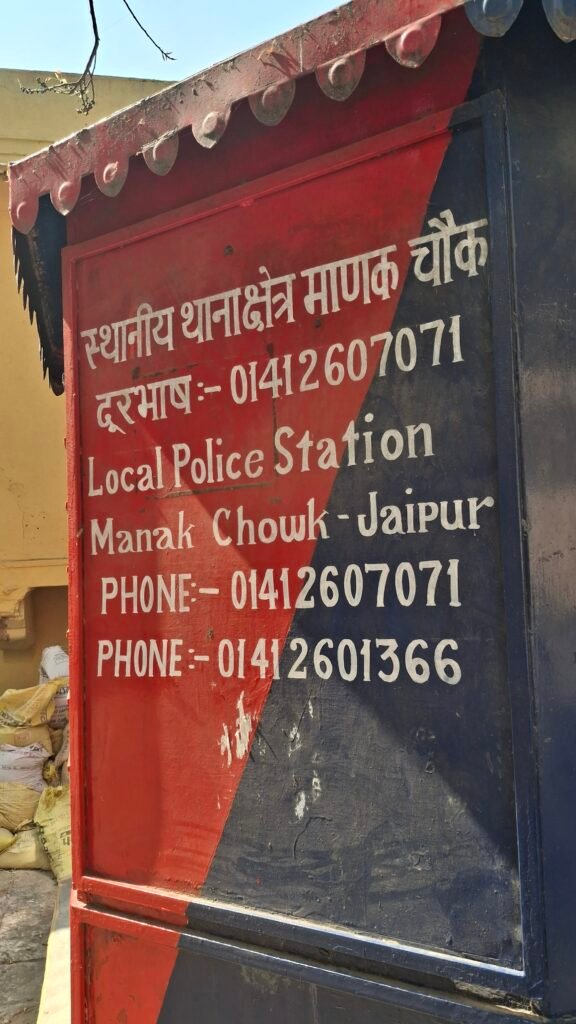 स्थानीय थानाक्षेत्र माणक चौक
दूरभाष :- 01412607071
Local Police Station
Manak Chowk-Jaipur
PHONE:- 01412607071
PHONE:- 01412601366